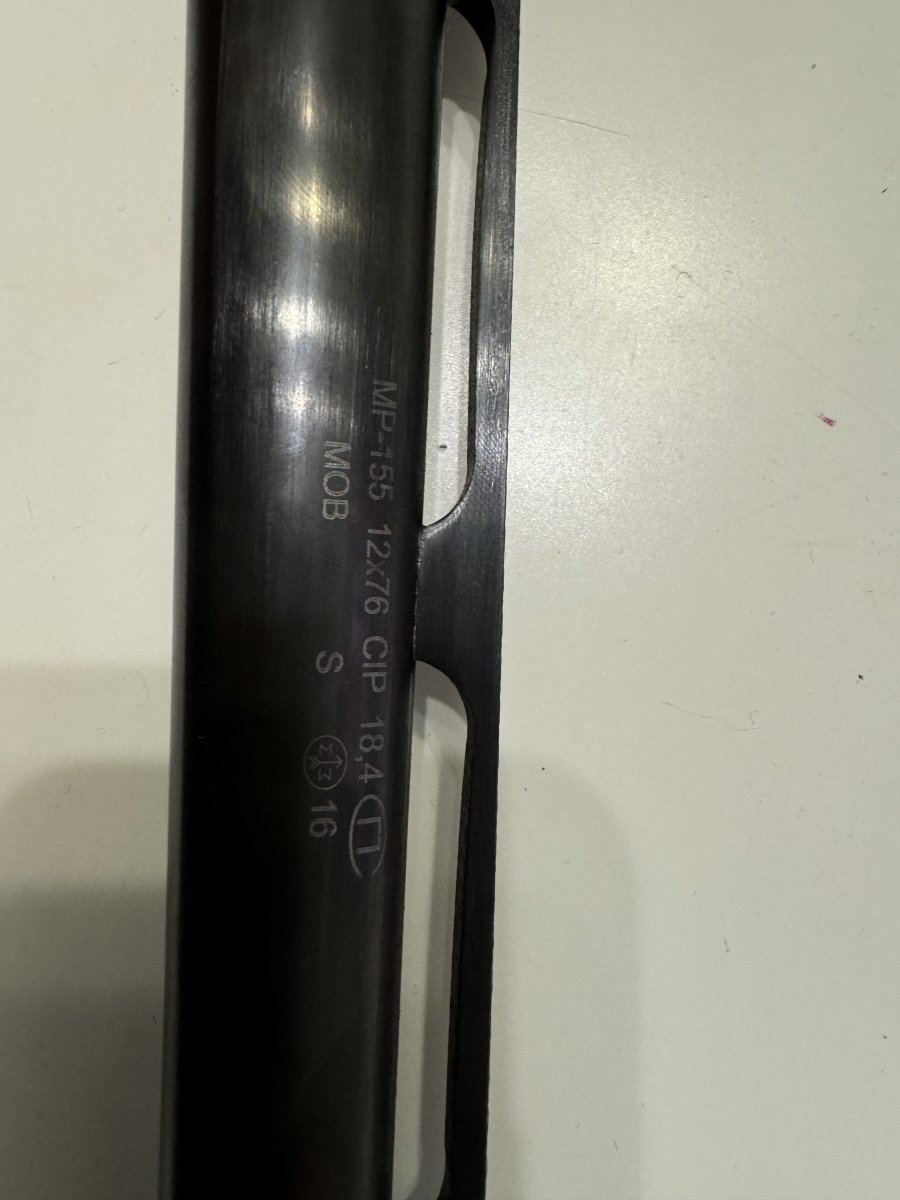 MP-155 12x76 CIP 18,4 П
MOB S 16